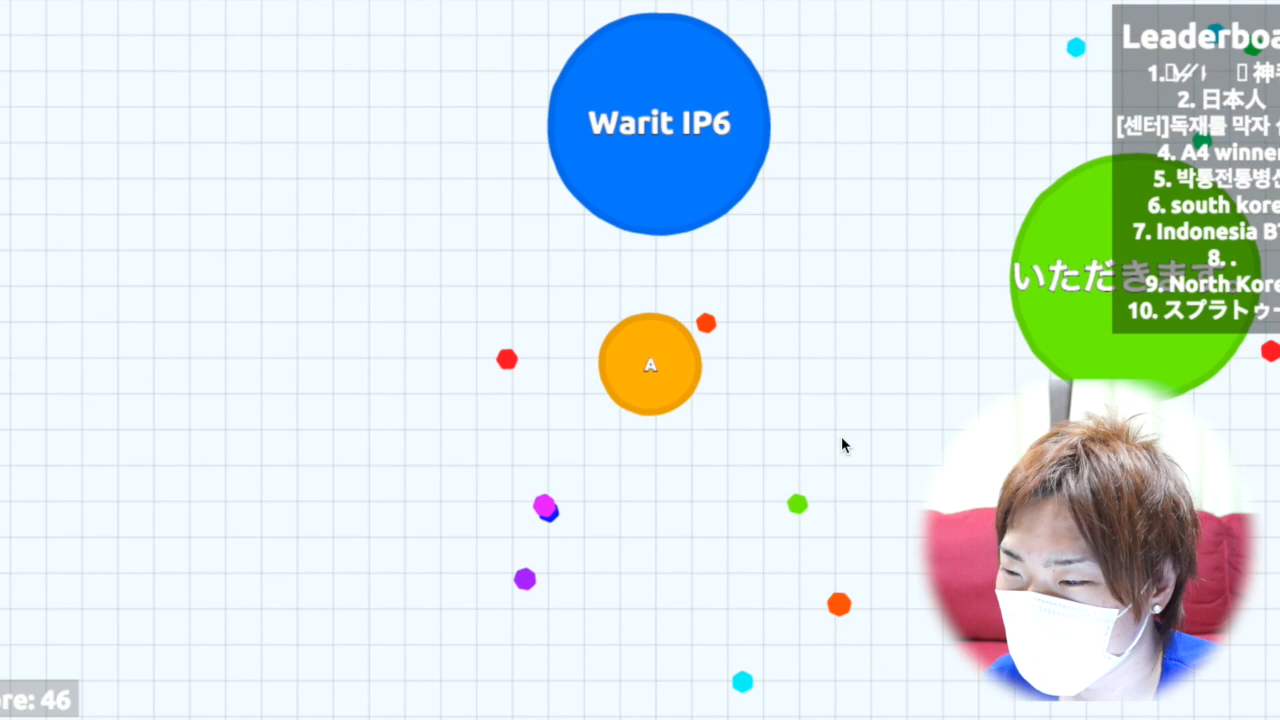 Warit IP6
A
いただきます
Leaderboa
1. 神
2. 日本人
[센터]독재를 막자
4. A4 winner
5. 박통전통병신
6. south kore
7. Indonesia B
8. .
9. North Kore
10. スプラトゥー
re: 46